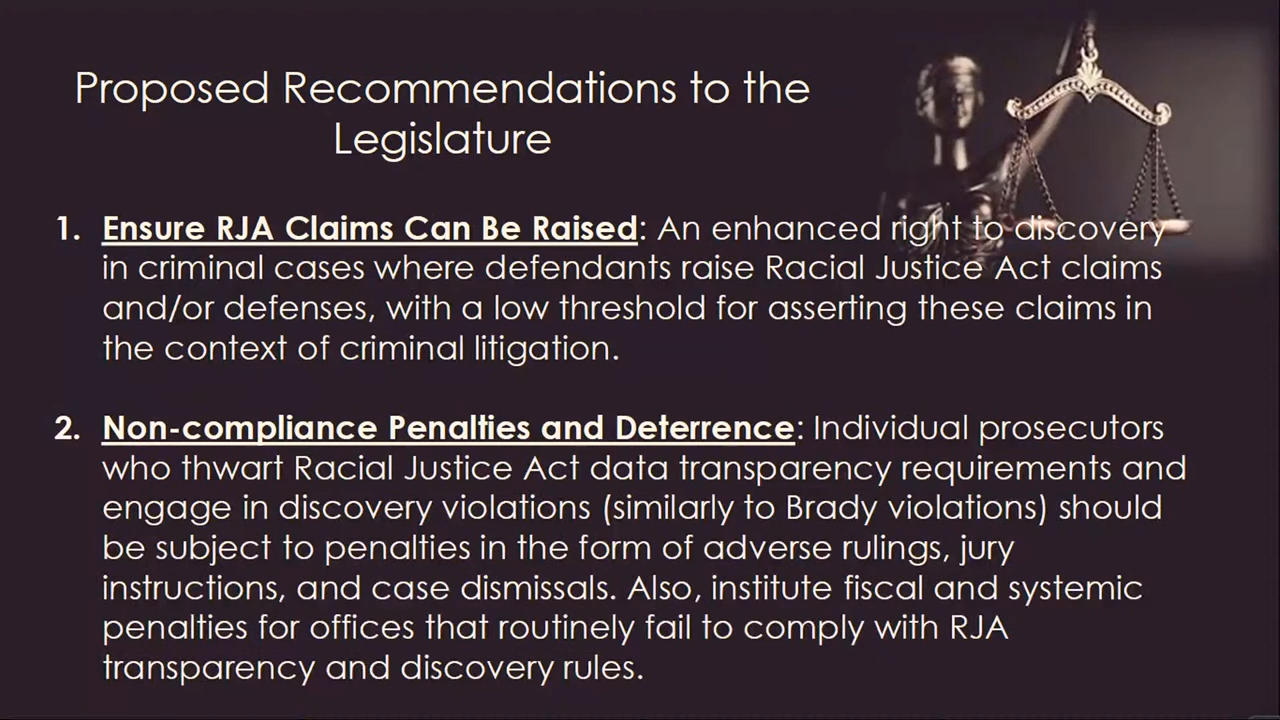 Proposed Recommendations to the
Legislature
1. Ensure RJA Claims Can Be Raised: An enhanced right to discovery
in criminal cases where defendants raise Racial Justice Act claims
and/or defenses, with a low threshold for asserting these claims in
the context of criminal litigation.
2. Non-compliance Penalties and Deterrence: Individual prosecutors
who thwart Racial Justice Act data transparency requirements and
engage in discovery violations (similarly to Brady violations) should
be subject to penalties in the form of adverse rulings, jury
instructions, and case dismissals. Also, institute fiscal and systemic
penalties for offices that routinely fail to comply with RJA
transparency and discovery rules.